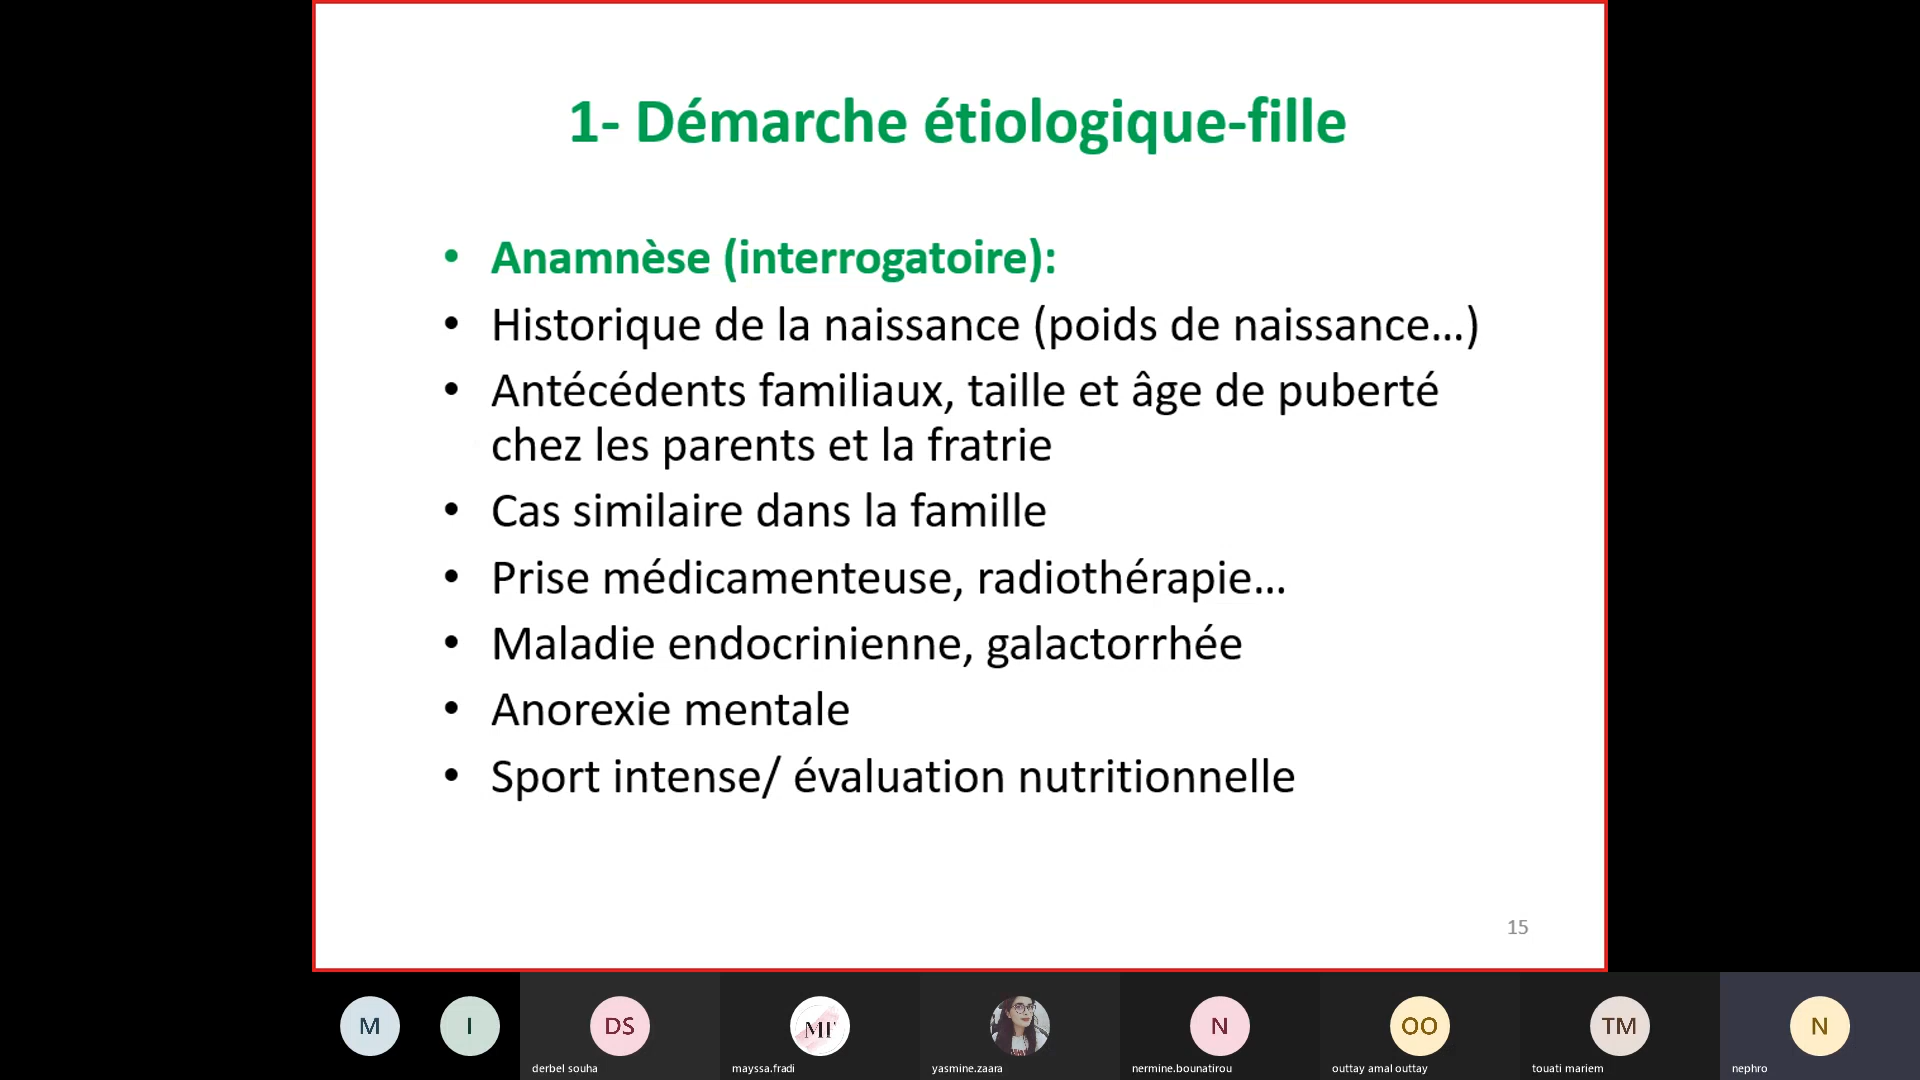 1- Démarche étiologique-fille
• Anamnèse (interrogatoire):
• Historique de la naissance (poids de naissance...)
• Antécédents familiaux, taille et âge de puberté
chez les parents et la fratrie
• Cas similaire dans la famille
• Prise médicamenteuse, radiothérapie...
• Maladie endocrinienne, galactorrhée
• Anorexie mentale
• Sport intense/ évaluation nutritionnelle
15
M
I
DS
MF
N
OO
TM
N
derbel souha
mayssa.fradi
yasmine.zaara
nermine.bounatirou
outtay amal outtay
touati mariem
nephro